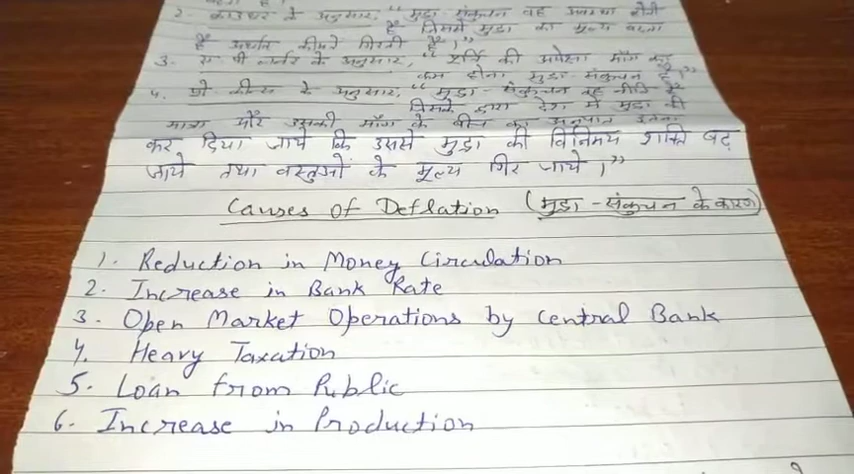 2. क्राउथर के अनुसार, "मुद्रा संकुचन वह अवस्था होती
है जिसमें मुद्रा का मूल्य बढ़ता
है अर्थात कीमतें गिरती हैं।"
3. के अनुसार, " की अपेक्षा माँग का
कम होना मुद्रा-संकुचन है।"
4. प्रो के अनुसार, "मुद्रा-संकुचन वह नीति है
जिसके द्वारा देश में मुद्रा की
मात्रा और उसकी माँग के बीच का अनुपात इतना
कर दिया जाये कि उससे मुद्रा की विनिमय शक्ति बढ़
जाये तथा वस्तुओं के मूल्य गिर जाये।"
Causes of Deflation (मुद्रा-संकुचन के कारण)
1. Reduction in Money Circulation
2. Increase in Bank Rate
3. Open Market Operations by Central Bank
4. Heavy Taxation
5. Loan from Public
6. Increase in Production